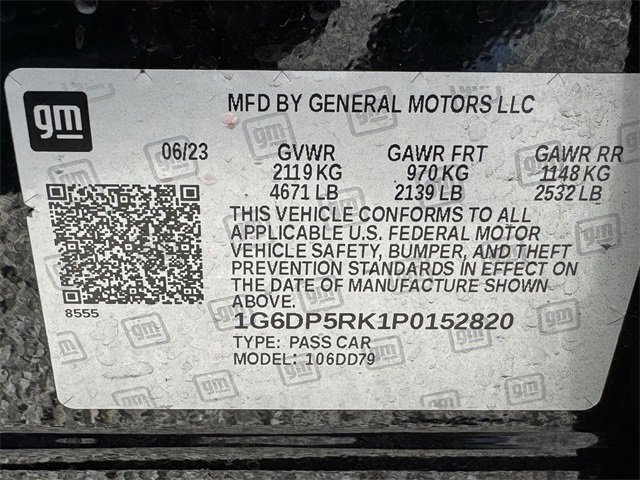 gm
MFD BY GENERAL MOTORS LLC
06/23 GVWR GAWR FRT GAWR RR
2119 KG 970 KG 1148 KG
4671 LB 2139 LB 2532 LB
THIS VEHICLE CONFORMS TO ALL
APPLICABLE U.S. FEDERAL MOTOR
VEHICLE SAFETY, BUMPER, AND THEFT
PREVENTION STANDARDS IN EFFECT ON
THE DATE OF MANUFACTURE SHOWN
ABOVE.
8555
1G6DP5RK1P0152820
TYPE: PASS CAR
MODEL: 106DD79